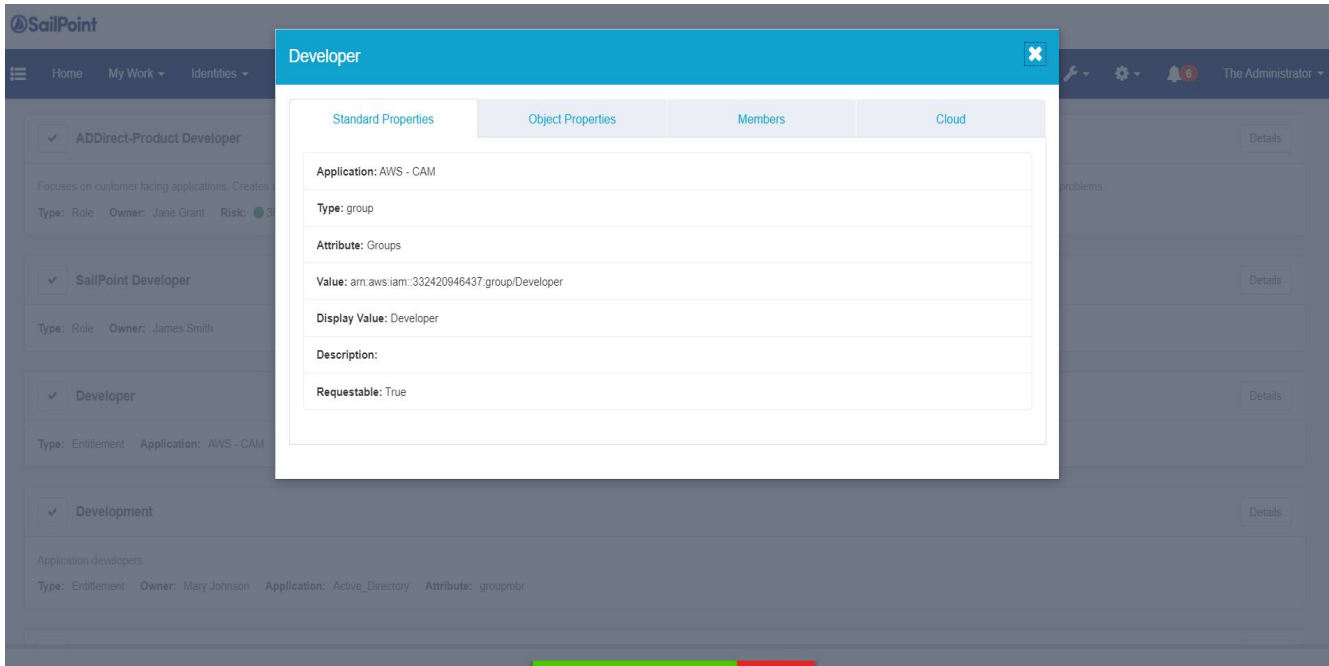 SailPoint
Home My Work Identities
6 The Administrator
Developer
Standard Properties Object Properties Members Cloud
Application: AWS - CAM
Type: group
Attribute: Groups
Value: arn:aws:iam::332420946437:group/Developer
Display Value: Developer
Description:
Requestable: True
ADDirect-Product Developer Details
Focuses on customer facing applications. Creates problems
Type: Role Owner: Jane Grant Risk:
SailPoint Developer Details
Type: Role Owner: James Smith
Developer Details
Type: Entitlement Application: AWS - CAM
Development Details
Application developers
Type: Entitlement Owner: Mary Johnson Application: Active_Directory Attribute: groupmbr